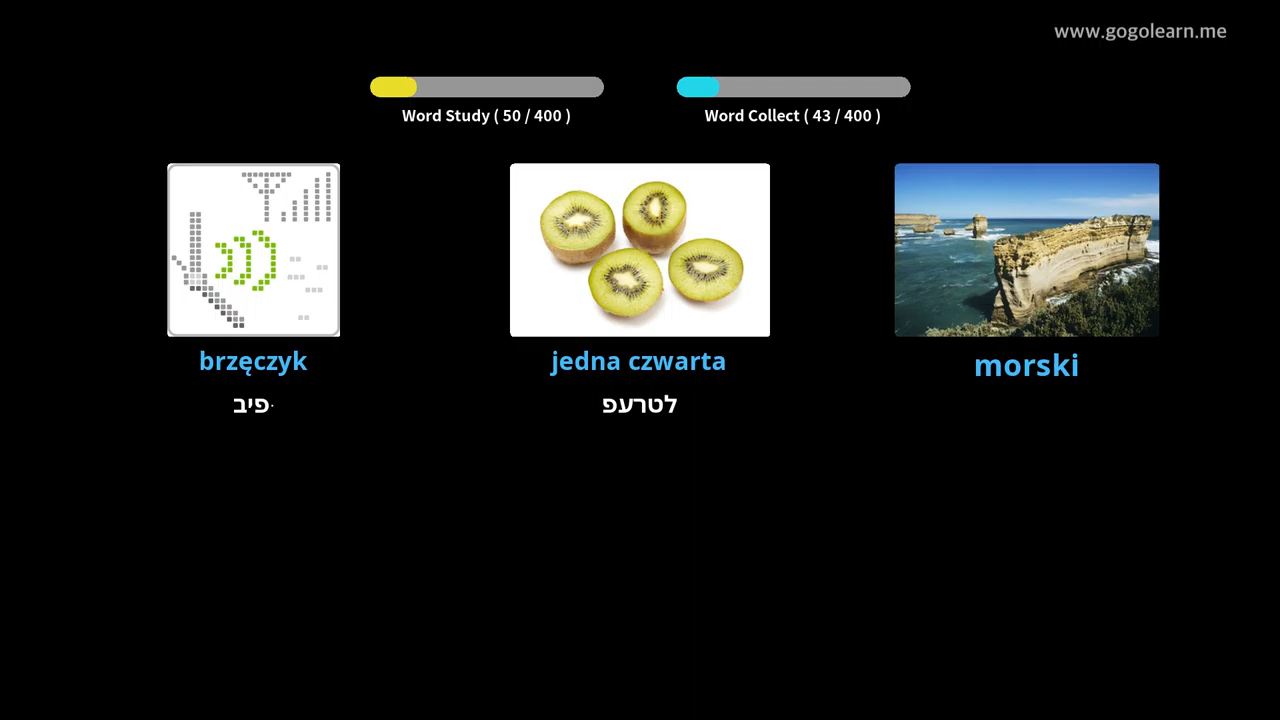 www.gogolearn.me
Word Study ( 50 / 400 )
Word Collect ( 43 / 400 )
brzęczyk
jedna czwarta
morski
·פיב
לטרעפ